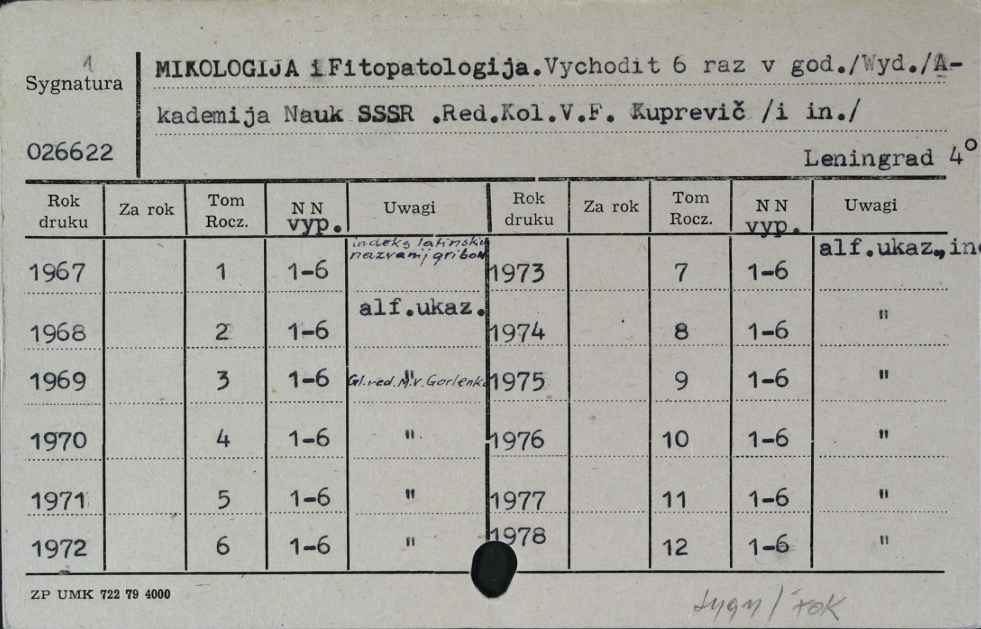 1
Sygnatura
MIKOLOGIJA i Fitopatologija.Vychodit 6 raz v god./Wyd./A-
kademija Nauk SSSR .Red.Kol.V.F. Kuprevič /i in./
026622
Leningrad 4°
Rok druku Za rok Tom Rocz. NN vyp. Uwagi Rok druku Za rok Tom Rocz. NN vyp. Uwagi
indeks latinskich
nazvanij gribov
1967 1 1-6 1973 7 1-6 alf.ukaz., ind
1968 2 1-6 alf.ukaz. 1974 8 1-6 "
1969 3 1-6 " Gl.red. M.V. Gorlenko 1975 9 1-6 "
1970 4 1-6 " 1976 10 1-6 "
1971 5 1-6 " 1977 11 1-6 "
1972 6 1-6 " 1978 12 1-6 "
ZP UMK 722 79 4000
sygn / rok